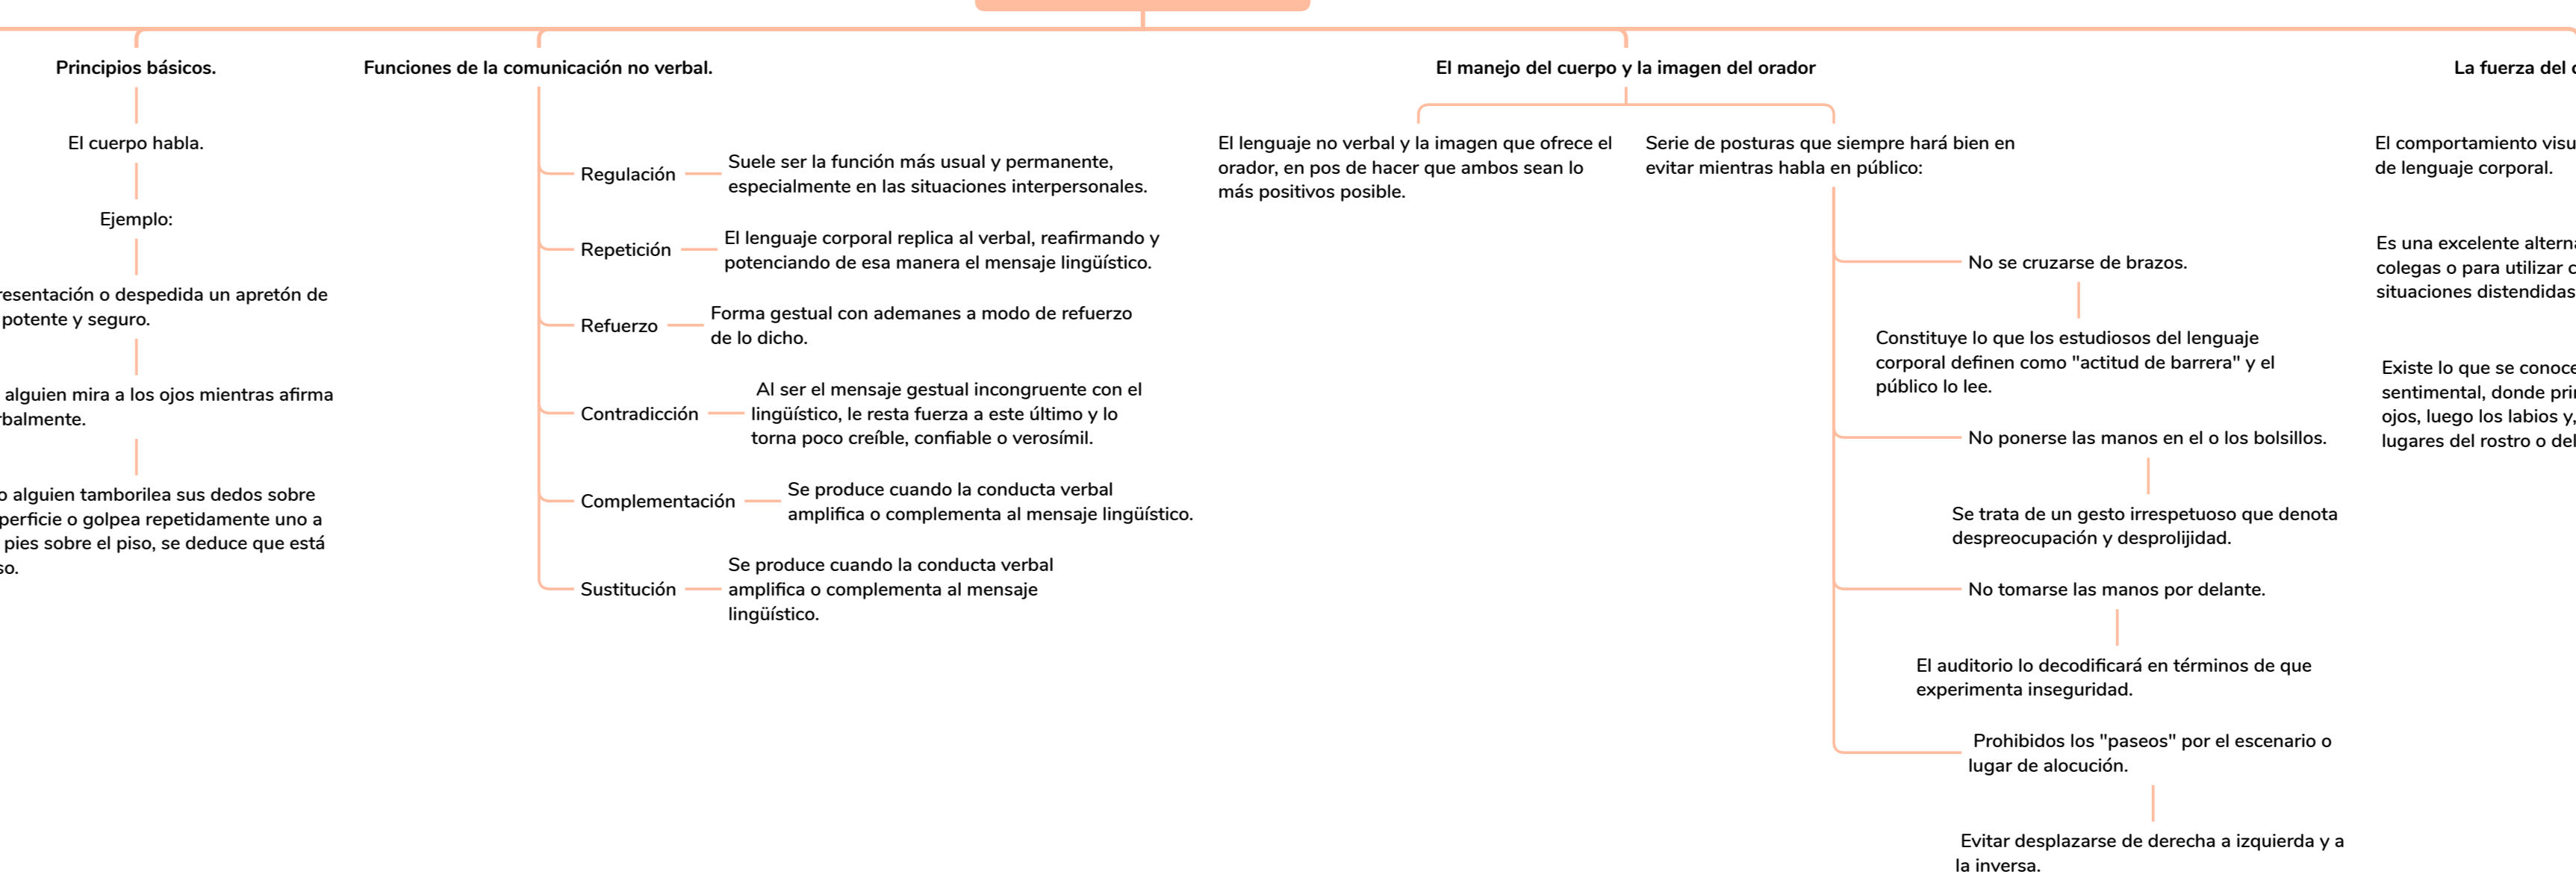 Principios básicos.
El cuerpo habla.
Ejemplo:
resentación o despedida un apretón de
potente y seguro.
alguien mira a los ojos mientras afirma
rbalmente.
o alguien tamborilea sus dedos sobre
perficie o golpea repetidamente uno a
pies sobre el piso, se deduce que está
so.
Funciones de la comunicación no verbal.
Regulación
Suele ser la función más usual y permanente,
especialmente en las situaciones interpersonales.
Repetición
El lenguaje corporal replica al verbal, reafirmando y
potenciando de esa manera el mensaje lingüístico.
Refuerzo
Forma gestual con ademanes a modo de refuerzo
de lo dicho.
Contradicción
Al ser el mensaje gestual incongruente con el
lingüístico, le resta fuerza a este último y lo
torna poco creíble, confiable o verosímil.
Complementación
Se produce cuando la conducta verbal
amplifica o complementa al mensaje lingüístico.
Sustitución
Se produce cuando la conducta verbal
amplifica o complementa al mensaje
lingüístico.
El manejo del cuerpo y la imagen del orador
El lenguaje no verbal y la imagen que ofrece el
orador, en pos de hacer que ambos sean lo
más positivos posible.
Serie de posturas que siempre hará bien en
evitar mientras habla en público:
No se cruzarse de brazos.
Constituye lo que los estudiosos del lenguaje
corporal definen como "actitud de barrera" y el
público lo lee.
No ponerse las manos en el o los bolsillos.
Se trata de un gesto irrespetuoso que denota
despreocupación y desprolijidad.
No tomarse las manos por delante.
El auditorio lo decodificará en términos de que
experimenta inseguridad.
Prohibidos los "paseos" por el escenario o
lugar de alocución.
Evitar desplazarse de derecha a izquierda y a
la inversa.
La fuerza del
El comportamiento visu
de lenguaje corporal.
Es una excelente altern
colegas o para utilizar
situaciones distendidas
Existe lo que se conoce
sentimental, donde pri
ojos, luego los labios y,
lugares del rostro o del